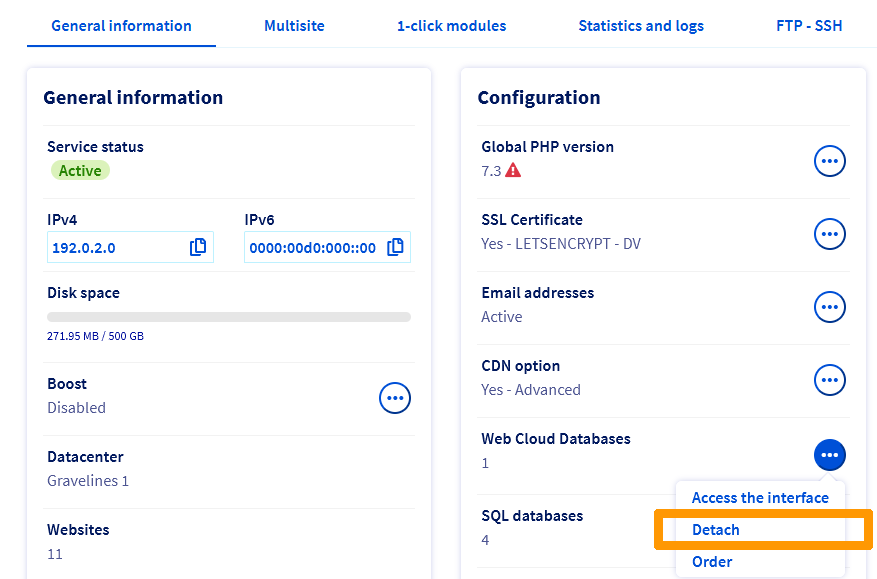 General information
Multisite
1-click modules
Statistics and logs
FTP - SSH
General information
Service status
Active
IPv4
IPv6
192.0.2.0
0000:00d0:000::00
Disk space
271.95 MB / 500 GB
Boost
Disabled
Datacenter
Gravelines 1
Websites
11
Configuration
Global PHP version
7.3
SSL Certificate
Yes - LETSENCRYPT - DV
Email addresses
Active
CDN option
Yes - Advanced
Web Cloud Databases
1
Access the interface
Detach
Order
SQL databases
4